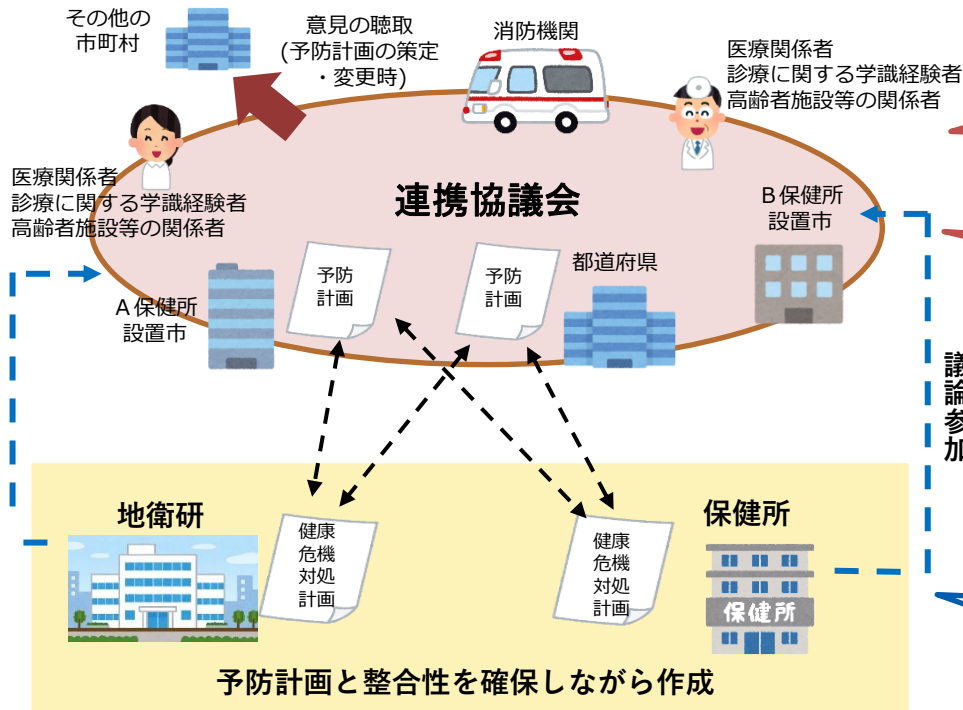 その他の
市町村
意見の聴取
(予防計画の策定
・変更時)
消防機関
医療関係者
診療に関する学識経験者
高齢者施設等の関係者
医療関係者
診療に関する学識経験者
高齢者施設等の関係者
連携協議会
B保健所
設置市
A保健所
設置市
予防
計画
予防
計画
都道府県
議論参加
地衛研
健康
危機
対処
計画
健康
危機
対処
計画
保健所
保健所
予防計画と整合性を確保しながら作成